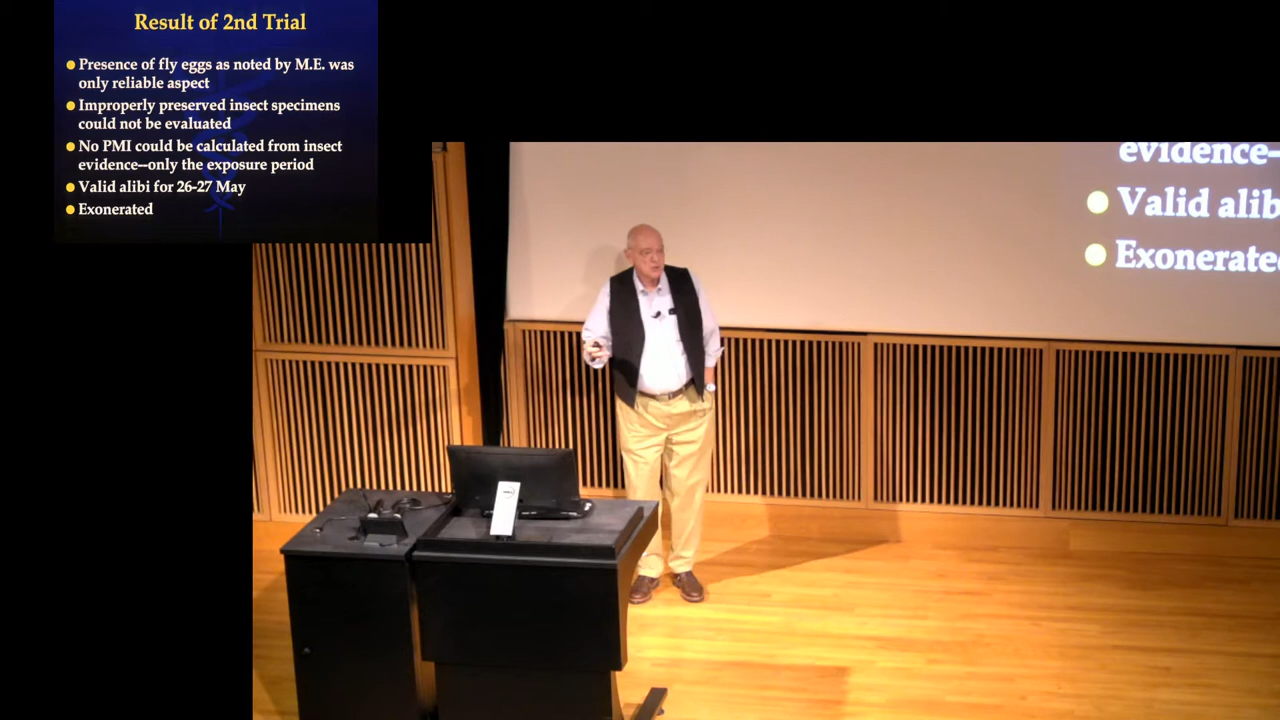 Result of 2nd Trial
Presence of fly eggs as noted by M.E. was
only reliable aspect
Improperly preserved insect specimens
could not be evaluated
No PMI could be calculated from insect
evidence--only the exposure period
Valid alibi for 26-27 May
Exonerated
evidence-
Valid alib
Exonerate
DELL